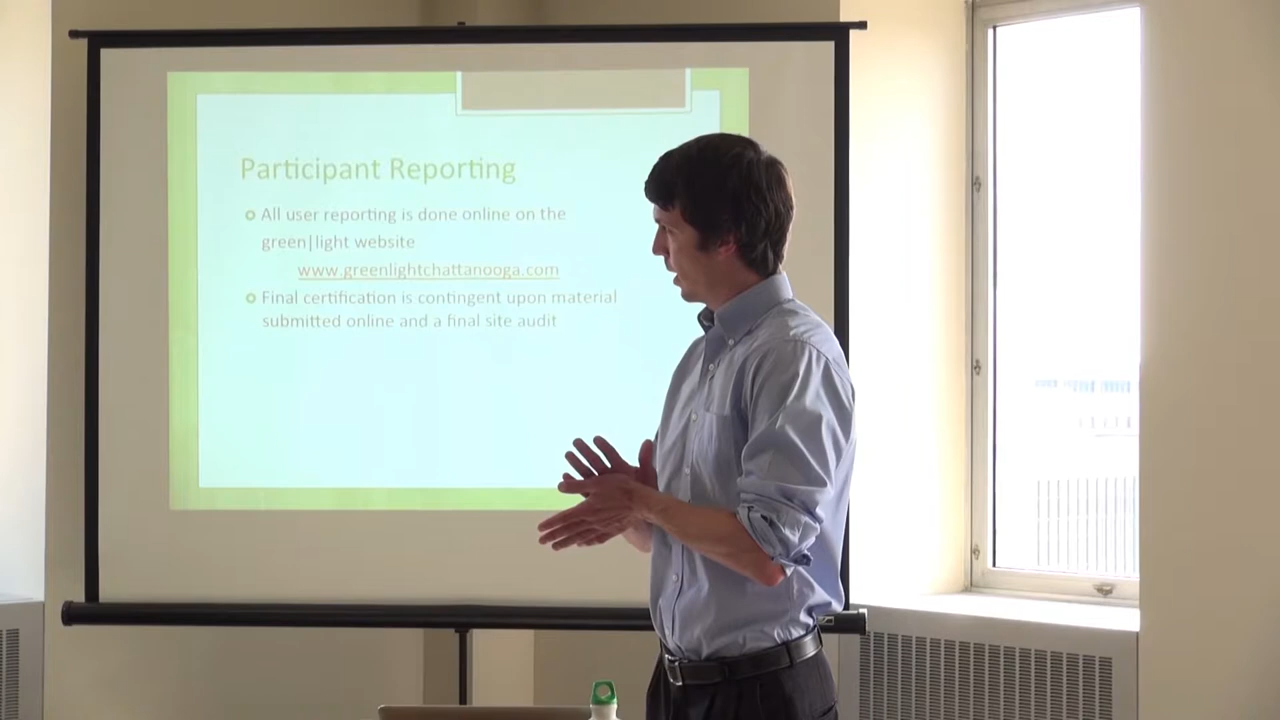 Participant Reporting
All user reporting is done online on the
green|light website
www.greenlightchattanooga.com
Final certification is contingent upon material
submitted online and a final site audit